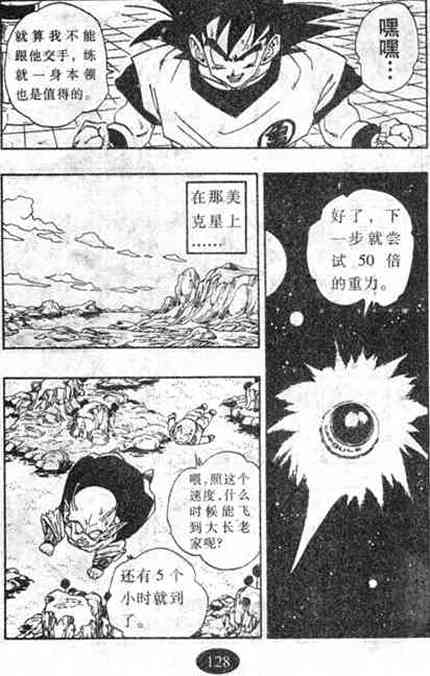 嘿
嘿…
就算我不能
跟他交手，练
就一身本领
也是值得的。
好了，下
一步就尝
试 50 倍
的重力。
在那美
克星上
……
喂，照这个
速度，什么
时候能飞
到大长老
家呢？
还有 5 个
小时就到
了。
128